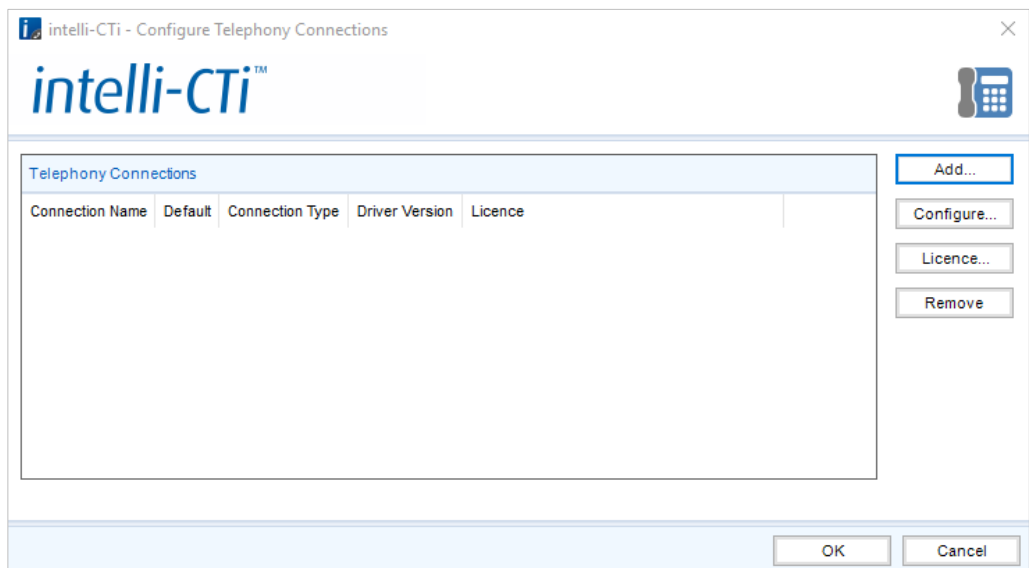 intelli-CTi - Configure Telephony Connections
intelli-CTi™
Telephony Connections
Add...
Connection Name Default Connection Type Driver Version Licence
Configure...
Licence...
Remove
OK Cancel